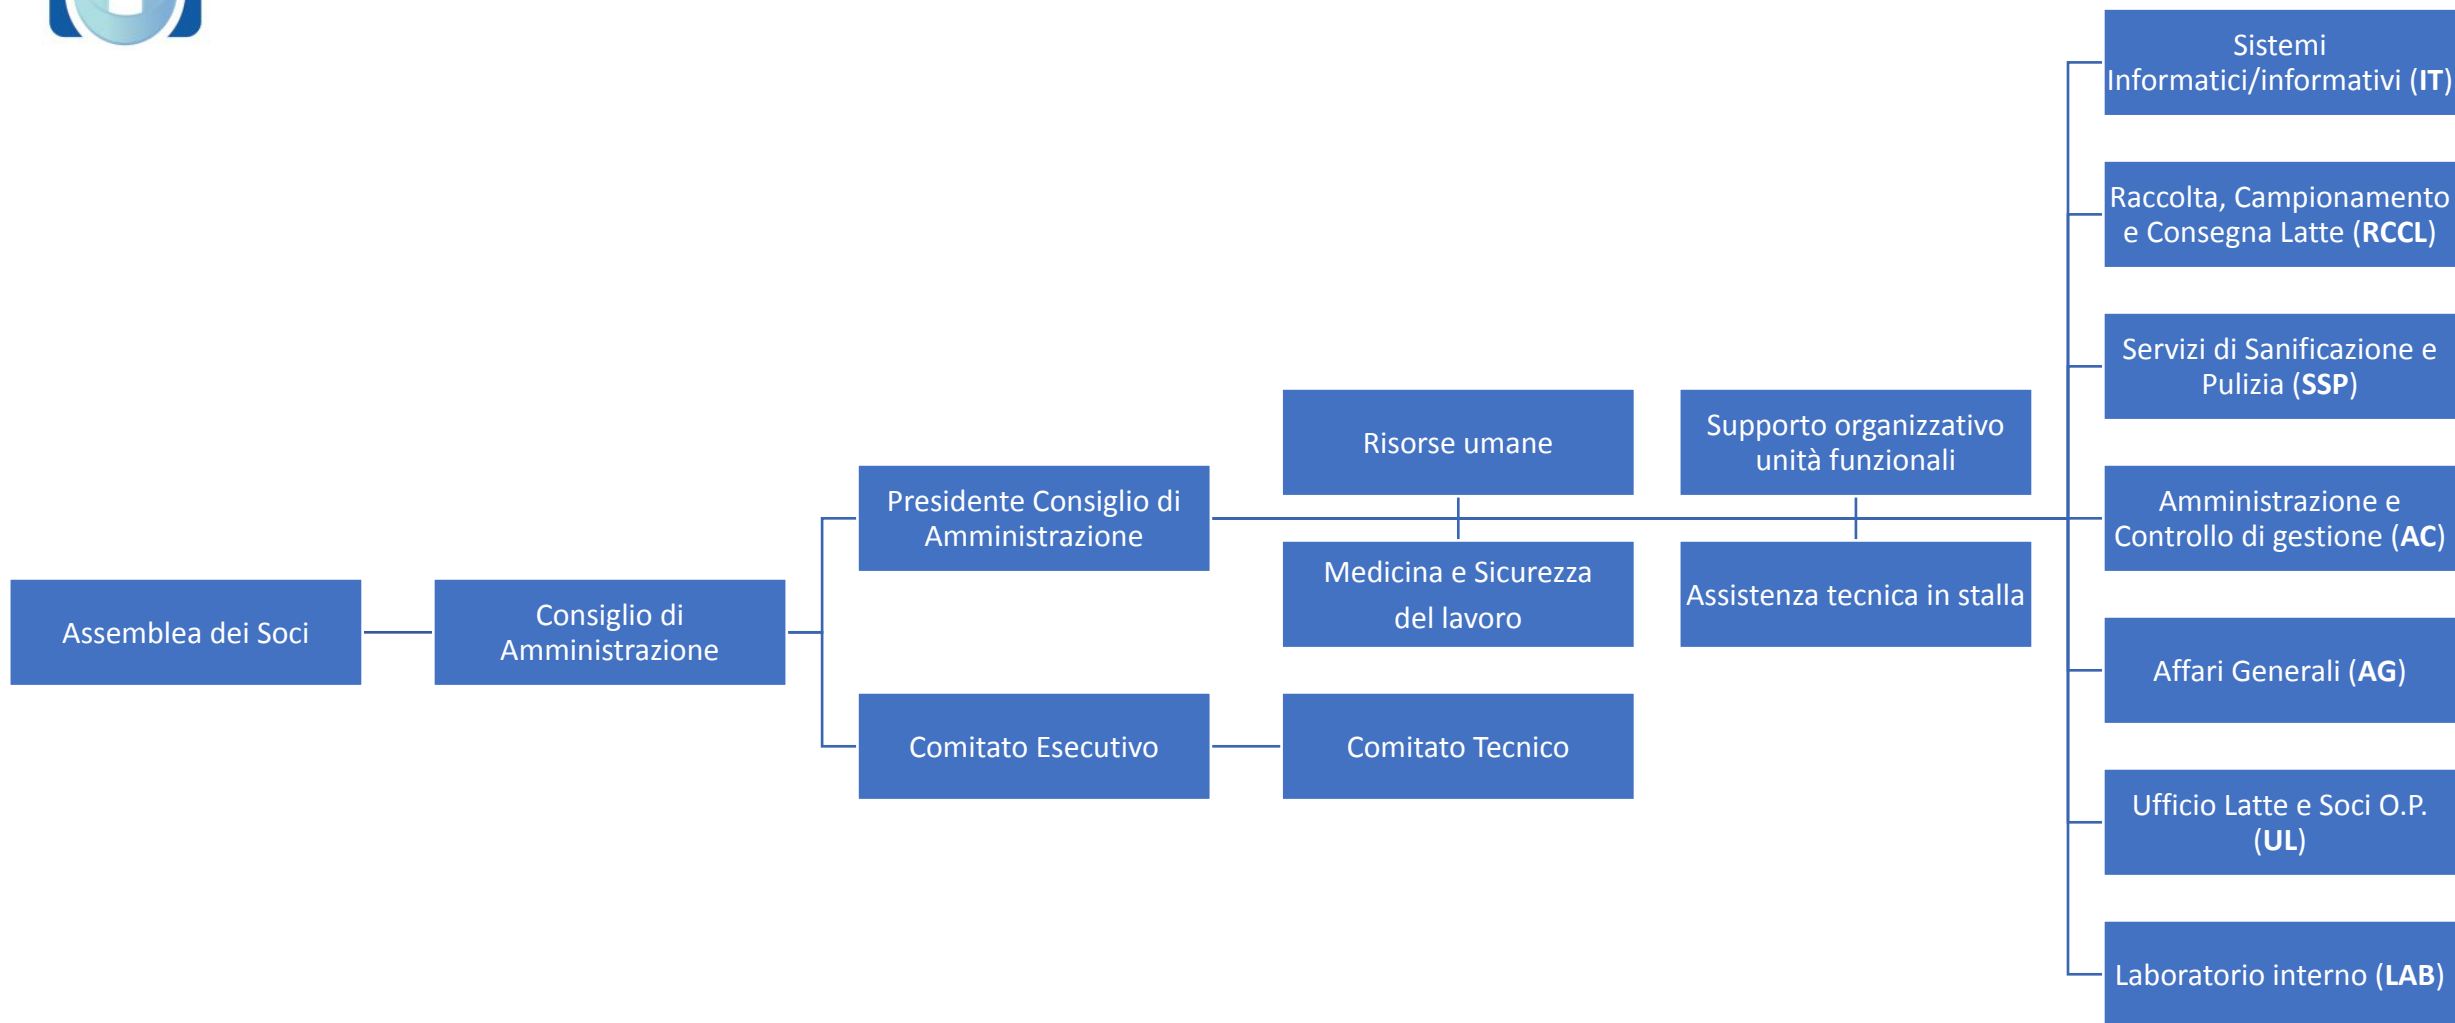 Assemblea dei Soci
Consiglio di
Amministrazione
Presidente Consiglio di
Amministrazione
Comitato Esecutivo
Risorse umane
Medicina e Sicurezza
del lavoro
Comitato Tecnico
Supporto organizzativo
unità funzionali
Assistenza tecnica in stalla
Sistemi
Informatici/informativi (IT)
Raccolta, Campionamento
e Consegna Latte (RCCL)
Servizi di Sanificazione e
Pulizia (SSP)
Amministrazione e
Controllo di gestione (AC)
Affari Generali (AG)
Ufficio Latte e Soci O.P.
(UL)
Laboratorio interno (LAB)